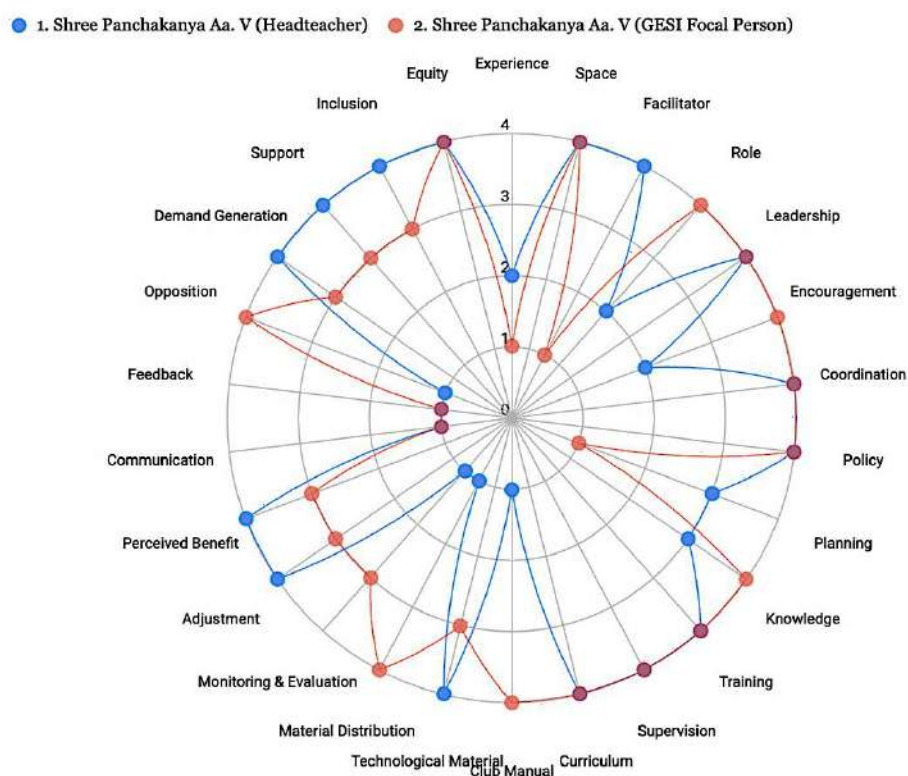 1. Shree Panchakanya Aa. V (Headteacher) 2. Shree Panchakanya Aa. V (GESI Focal Person)
Experience
Space
Facilitator
Role
Leadership
Encouragement
Coordination
Policy
Planning
Knowledge
Training
Supervision
Curriculum
Club Manual
Technological Material
Material Distribution
Monitoring & Evaluation
Adjustment
Perceived Benefit
Communication
Feedback
Opposition
Demand Generation
Support
Inclusion
Equity
4
3
2
1
0